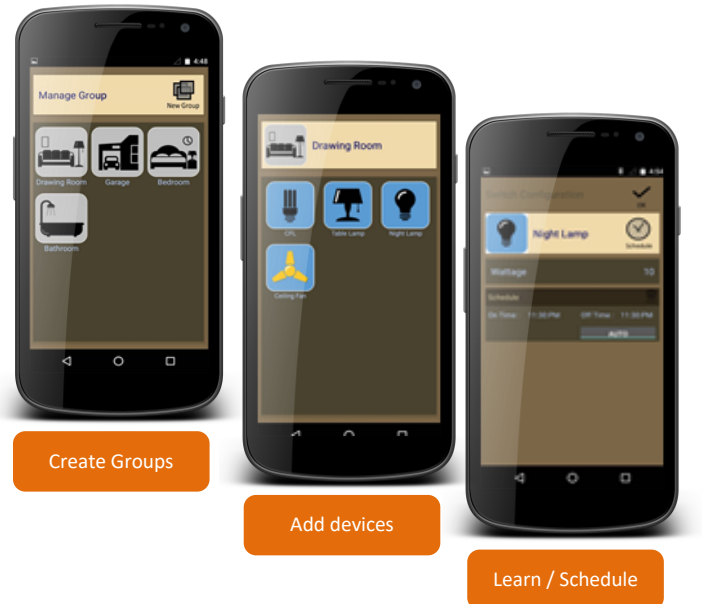 4:48
Manage Group
New Group
Drawing Room
Garage
Bedroom
Bathroom
Create Groups
Drawing Room
CFL
Table Lamp
Night Lamp
Ceiling Fan
Add devices
4:54
Switch Configuration
OK
Night Lamp
Schedule
Wattage 10
Schedule
On Time : 11:30 PM Off Time : 11:30 PM
AUTO
Learn / Schedule